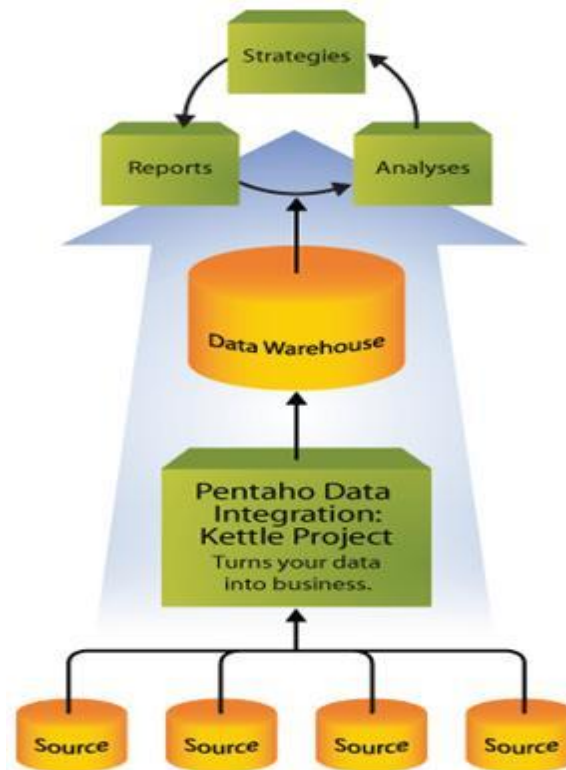 Strategies
Reports
Analyses
Data Warehouse
Pentaho Data
Integration:
Kettle Project
Turns your data
into business.
Source
Source
Source
Source